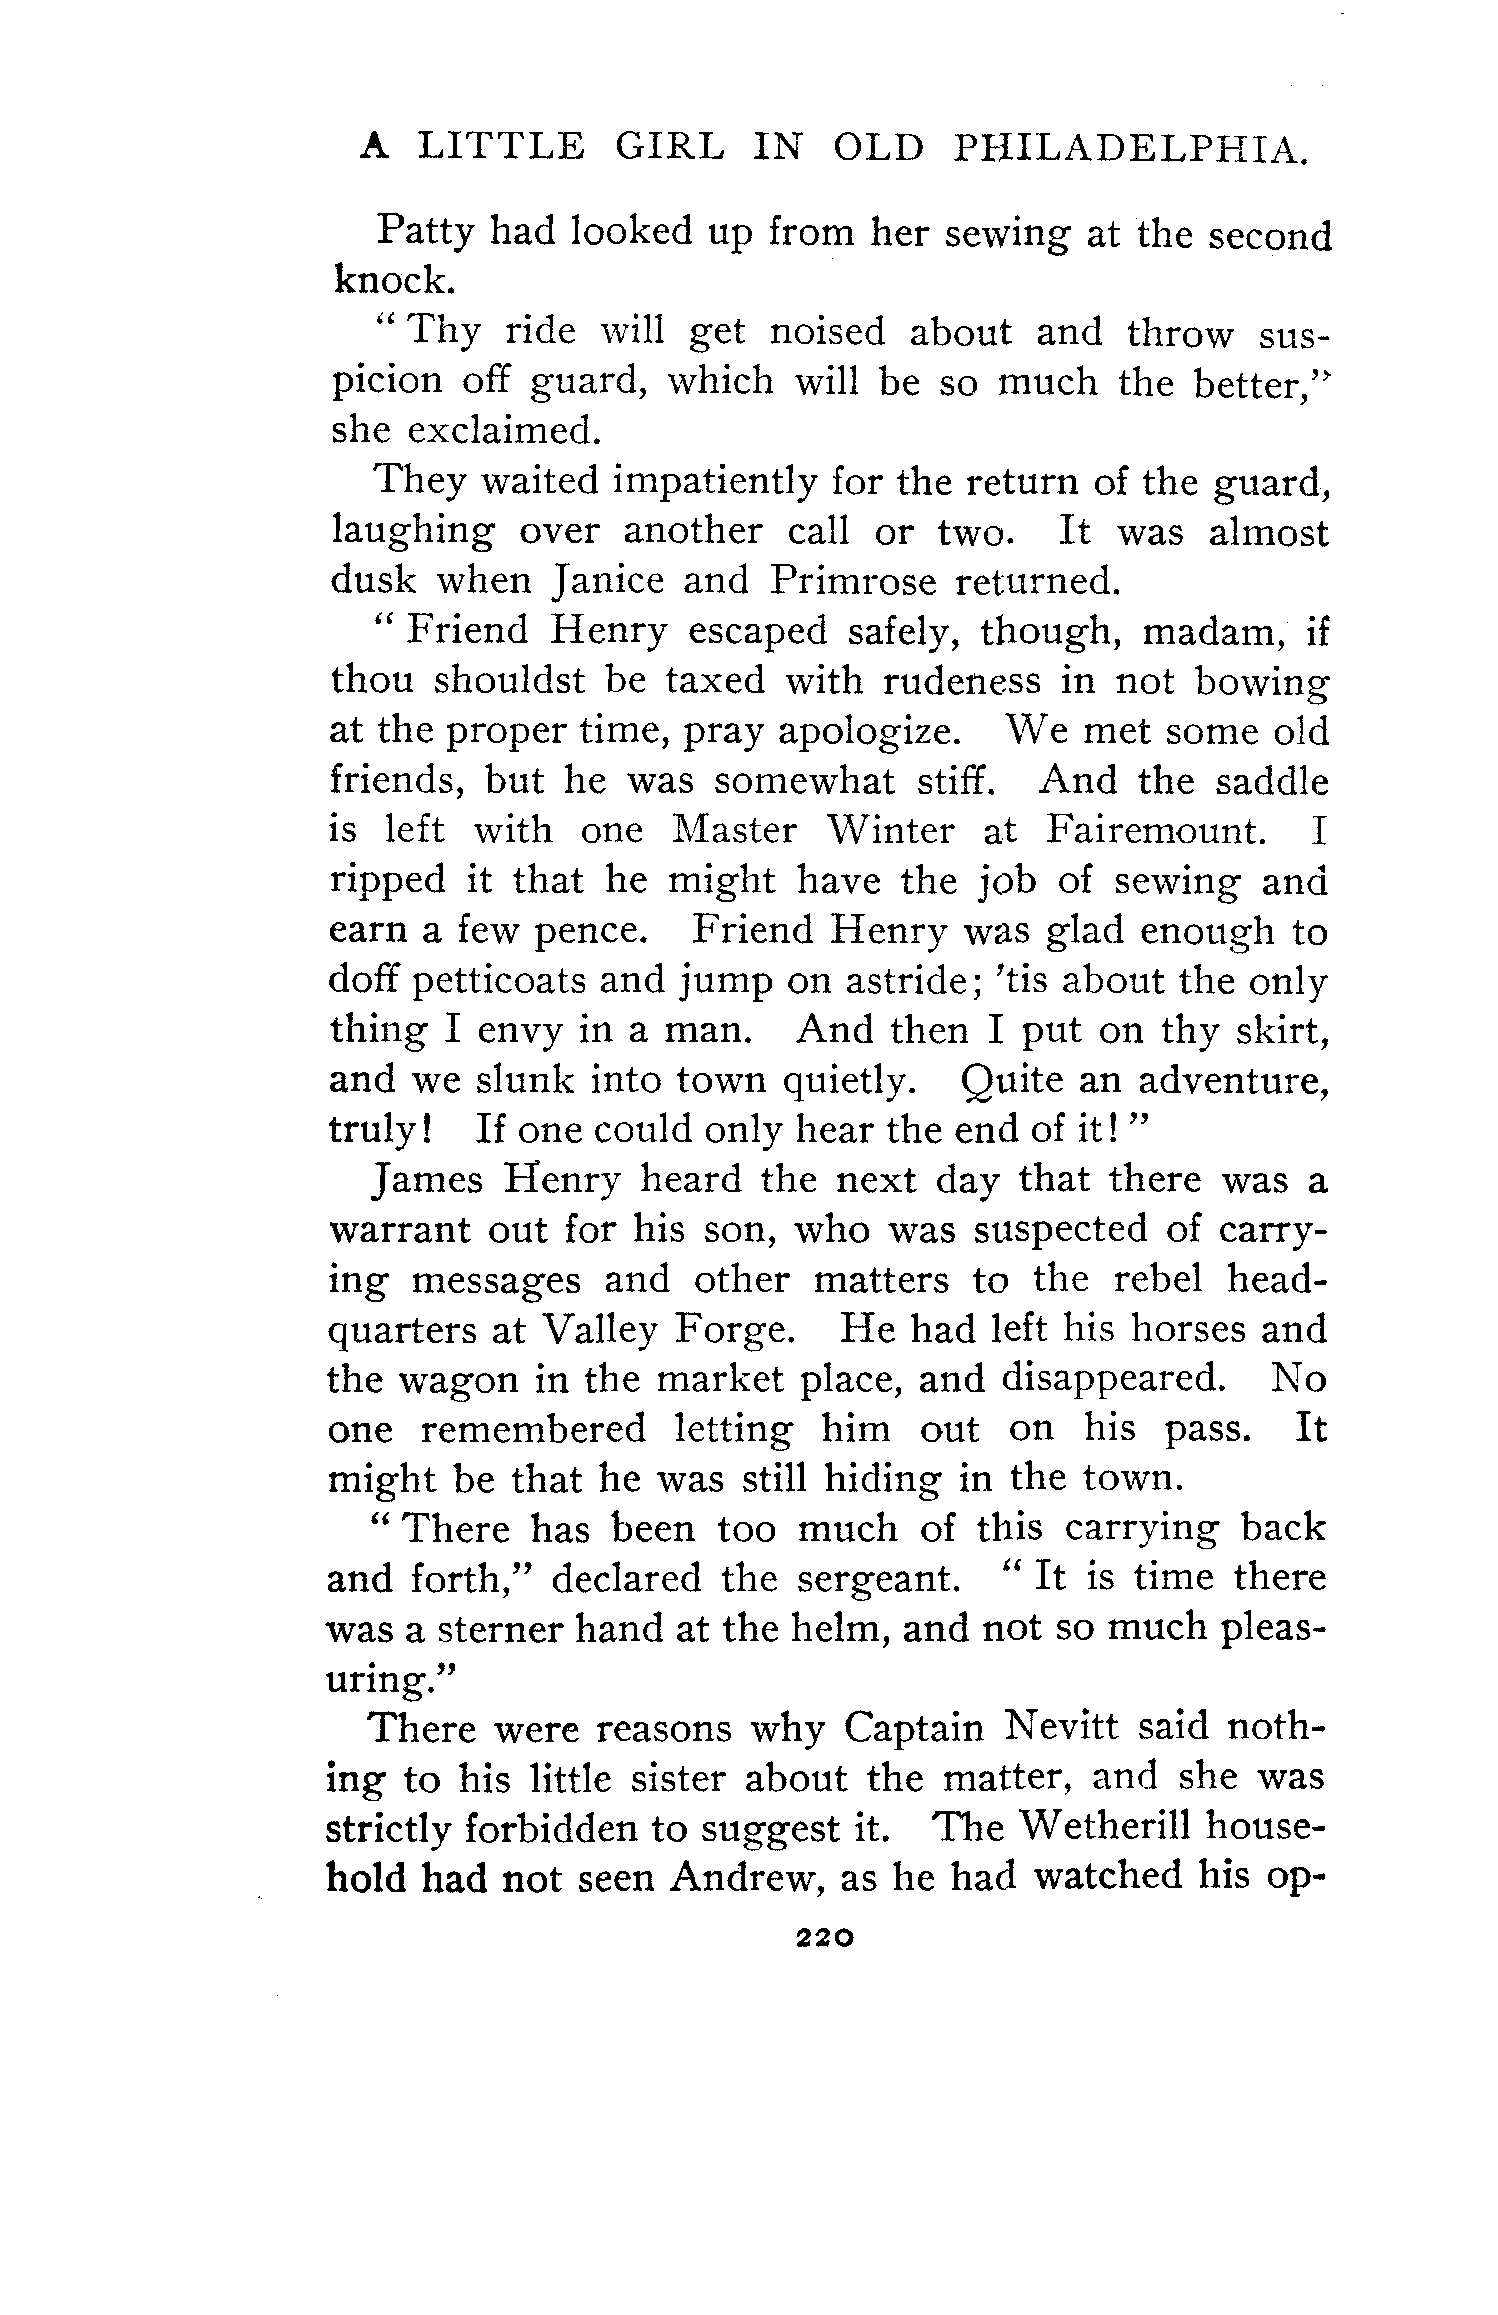 A LITTLE GIRL IN OLD PHILADELPHIA.
Patty had looked up from her sewing at the second
knock.
“ Thy ride will get noised about and throw sus-
picion off guard, which will be so much the better,”
she exclaimed.
They waited impatiently for the return of the guard,
laughing over another call or two. It was almost
dusk when Janice and Primrose returned.
“ Friend Henry escaped safely, though, madam, if
thou shouldst be taxed with rudeness in not bowing
at the proper time, pray apologize. We met some old
friends, but he was somewhat stiff. And the saddle
is left with one Master Winter at Fairemount. I
ripped it that he might have the job of sewing and
earn a few pence. Friend Henry was glad enough to
doff petticoats and jump on astride; ’tis about the only
thing I envy in a man. And then I put on thy skirt,
and we slunk into town quietly. Quite an adventure,
truly! If one could only hear the end of it! ”
James Henry heard the next day that there was a
warrant out for his son, who was suspected of carry-
ing messages and other matters to the rebel head-
quarters at Valley Forge. He had left his horses and
the wagon in the market place, and disappeared. No
one remembered letting him out on his pass. It
might be that he was still hiding in the town.
“ There has been too much of this carrying back
and forth,” declared the sergeant. “ It is time there
was a sterner hand at the helm, and not so much pleas-
uring.”
There were reasons why Captain Nevitt said noth-
ing to his little sister about the matter, and she was
strictly forbidden to suggest it. The Wetherill house-
hold had not seen Andrew, as he had watched his op-
220